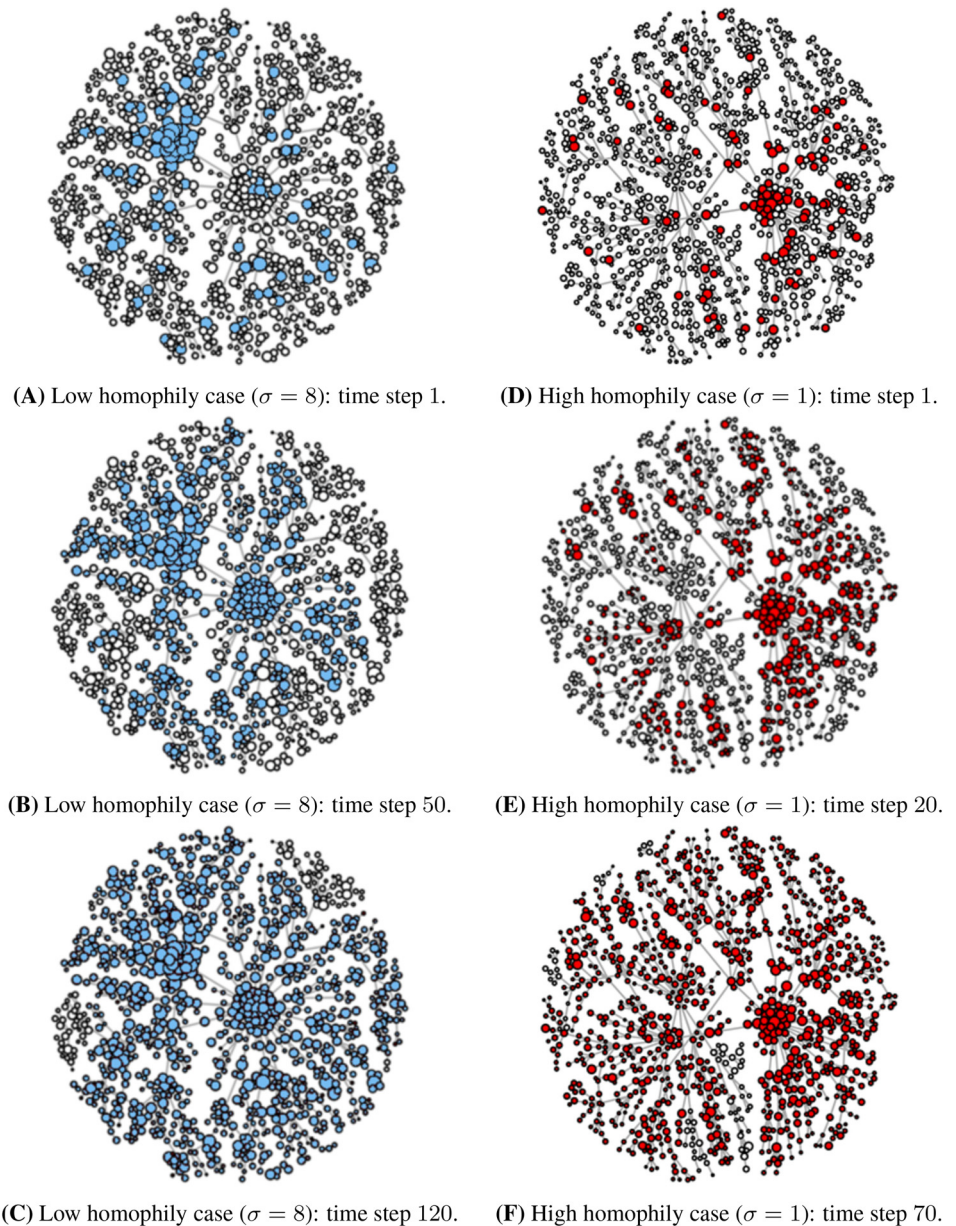 (A) Low homophily case (σ = 8): time step 1.
(D) High homophily case (σ = 1): time step 1.
(B) Low homophily case (σ = 8): time step 50.
(E) High homophily case (σ = 1): time step 20.
(C) Low homophily case (σ = 8): time step 120.
(F) High homophily case (σ = 1): time step 70.